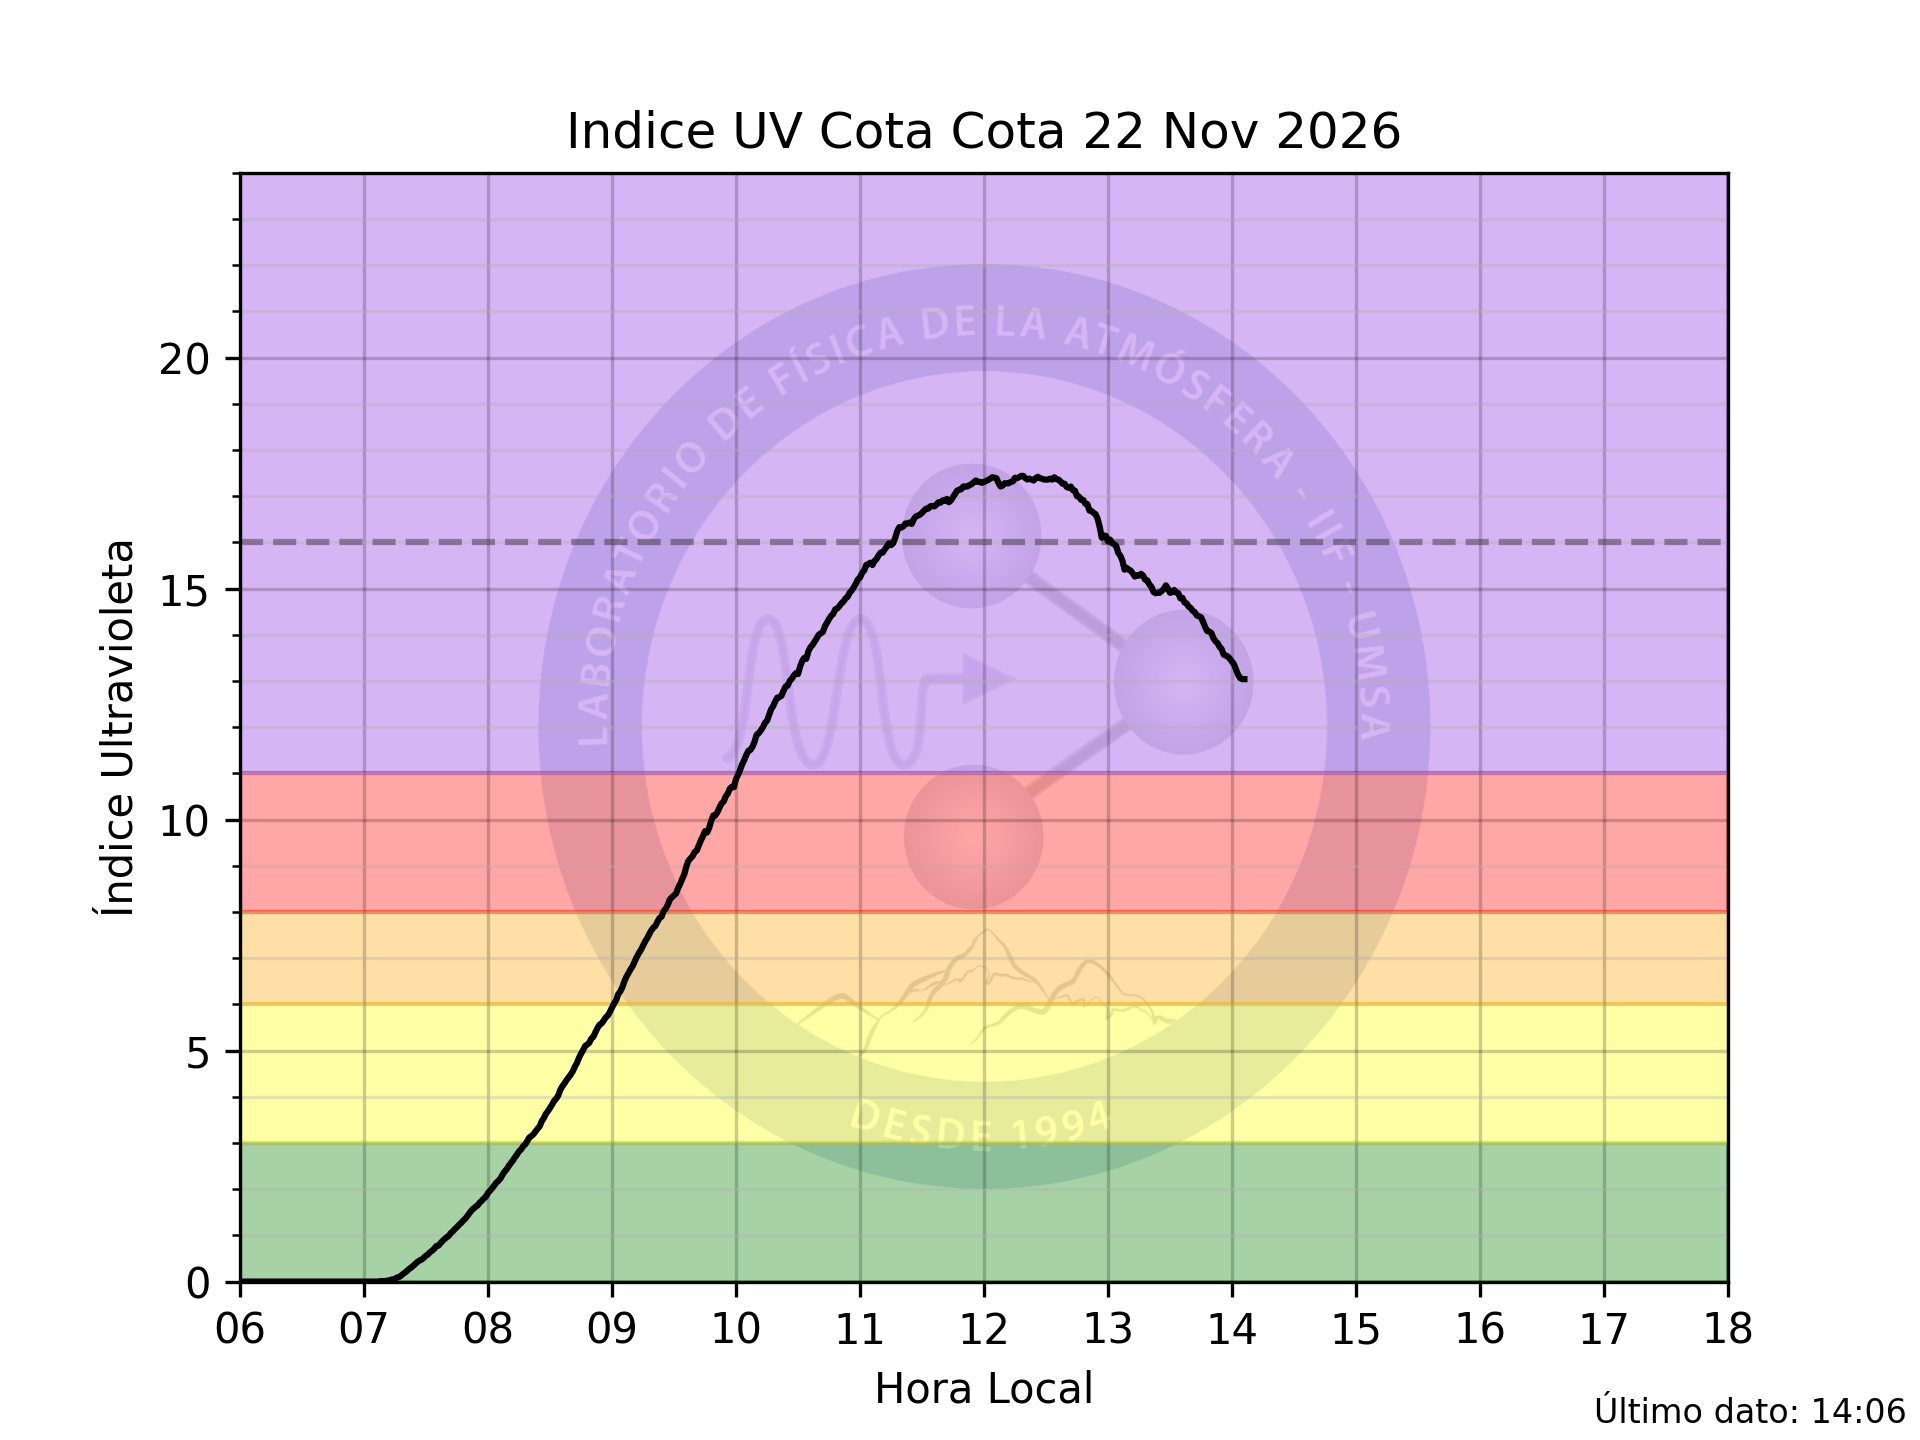 Indice UV Cota Cota 22 Nov 2026
20
15
10
5
0
Índice Ultravioleta
LABORATORIO DE FÍSICA DE LA ATMÓSFERA - IIF - UMSA
DESDE 1994
06 07 08 09 10 11 12 13 14 15 16 17 18
Hora Local
Último dato: 14:06